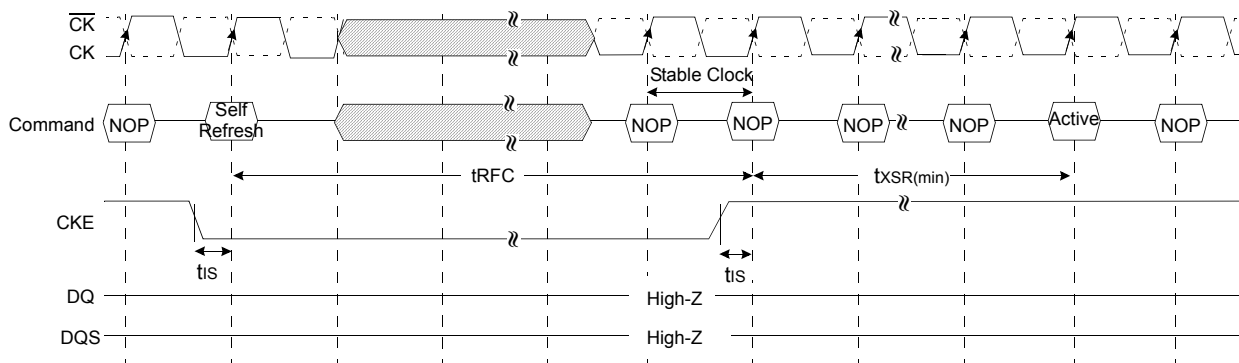 CK
CK
Stable Clock
Command NOP Self Refresh NOP NOP NOP NOP Active NOP
tRFC tXSR(min)
CKE
tIS tIS
DQ High-Z
DQS High-Z